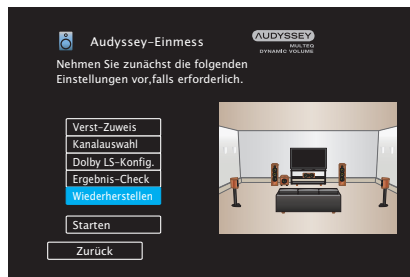 Audyssey-Einmess
AUDYSSEY
MULTEQ
DYNAMIC VOLUME
Nehmen Sie zunächst die folgenden
Einstellungen vor,falls erforderlich.
Verst-Zuweis
Kanalauswahl
Dolby LS-Konfig.
Ergebnis-Check
Wiederherstellen
Starten
Zurück